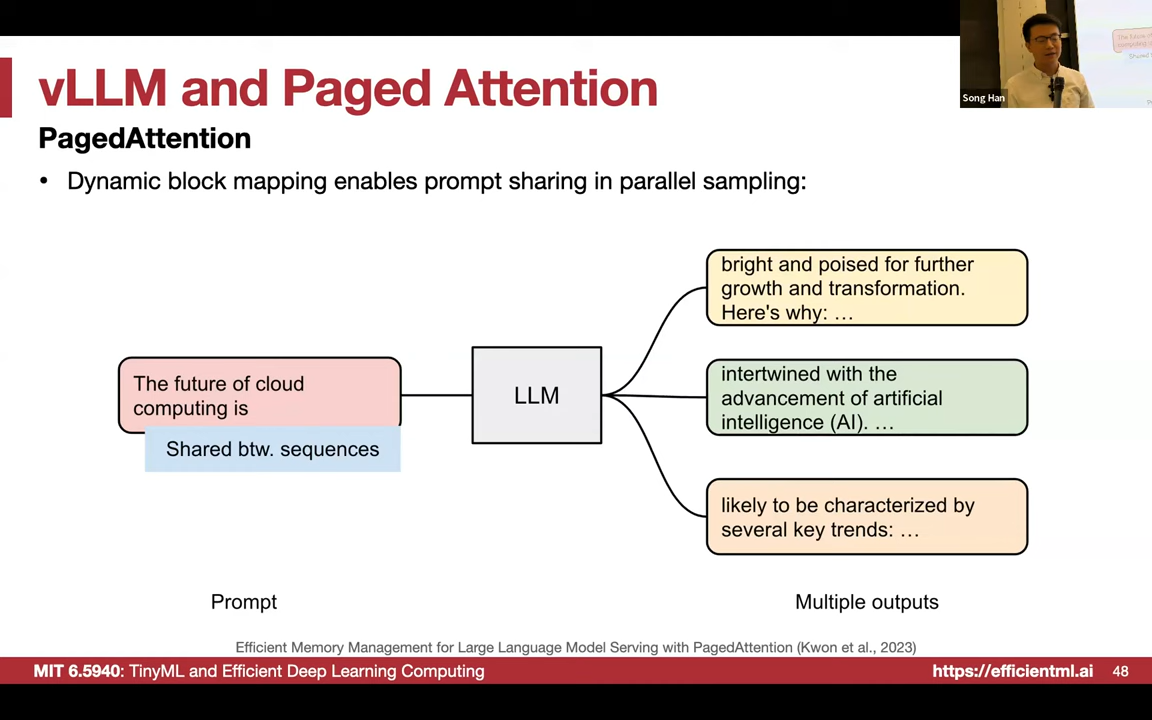 vLLM and Paged Attention
PagedAttention
• Dynamic block mapping enables prompt sharing in parallel sampling:
Song Han
The future of cloud
computing is
Shared btw. sequences
LLM
bright and poised for further
growth and transformation.
Here's why: …
intertwined with the
advancement of artificial
intelligence (AI). …
likely to be characterized by
several key trends: …
Prompt
Multiple outputs
Efficient Memory Management for Large Language Model Serving with PagedAttention (Kwon et al., 2023)
MIT 6.5940: TinyML and Efficient Deep Learning Computing
https://efficientml.ai
48